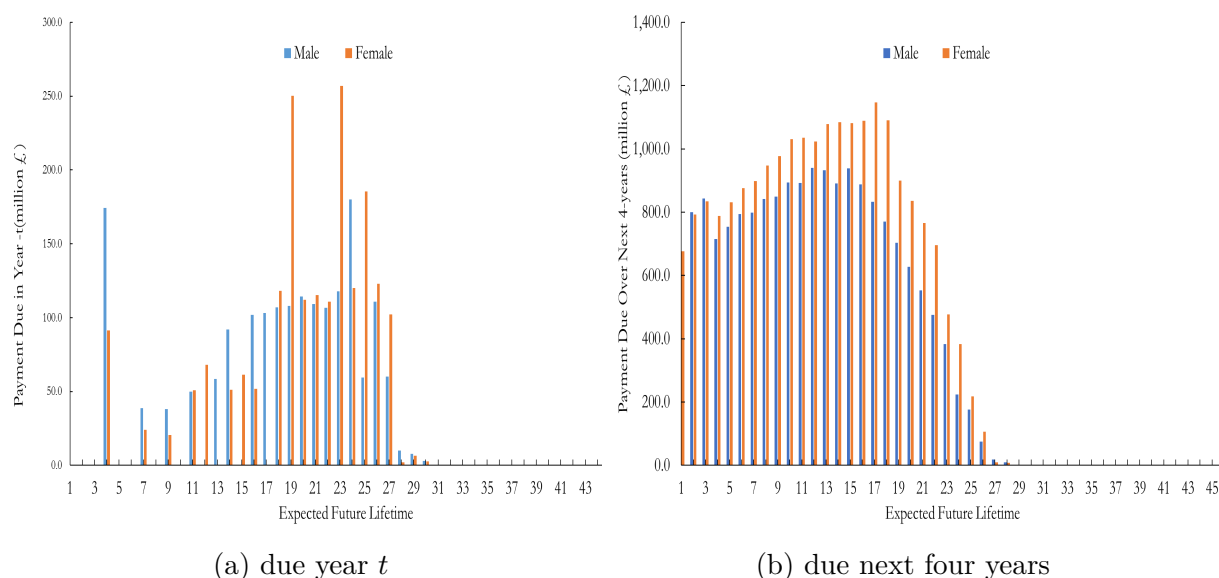 300.0
250.0
200.0
150.0
100.0
50.0
0.0
Payment Due in Year -t(million £)
Male Female
1 3 5 7 9 11 13 15 17 19 21 23 25 27 29 31 33 35 37 39 41 43
Expected Future Lifetime
(a) due year t
1,400.0
1,200.0
1,000.0
800.0
600.0
400.0
200.0
0.0
Payment Due Over Next 4-years (million £)
Male Female
1 3 5 7 9 11 13 15 17 19 21 23 25 27 29 31 33 35 37 39 41 43 45
Expected Future Lifetime
(b) due next four years